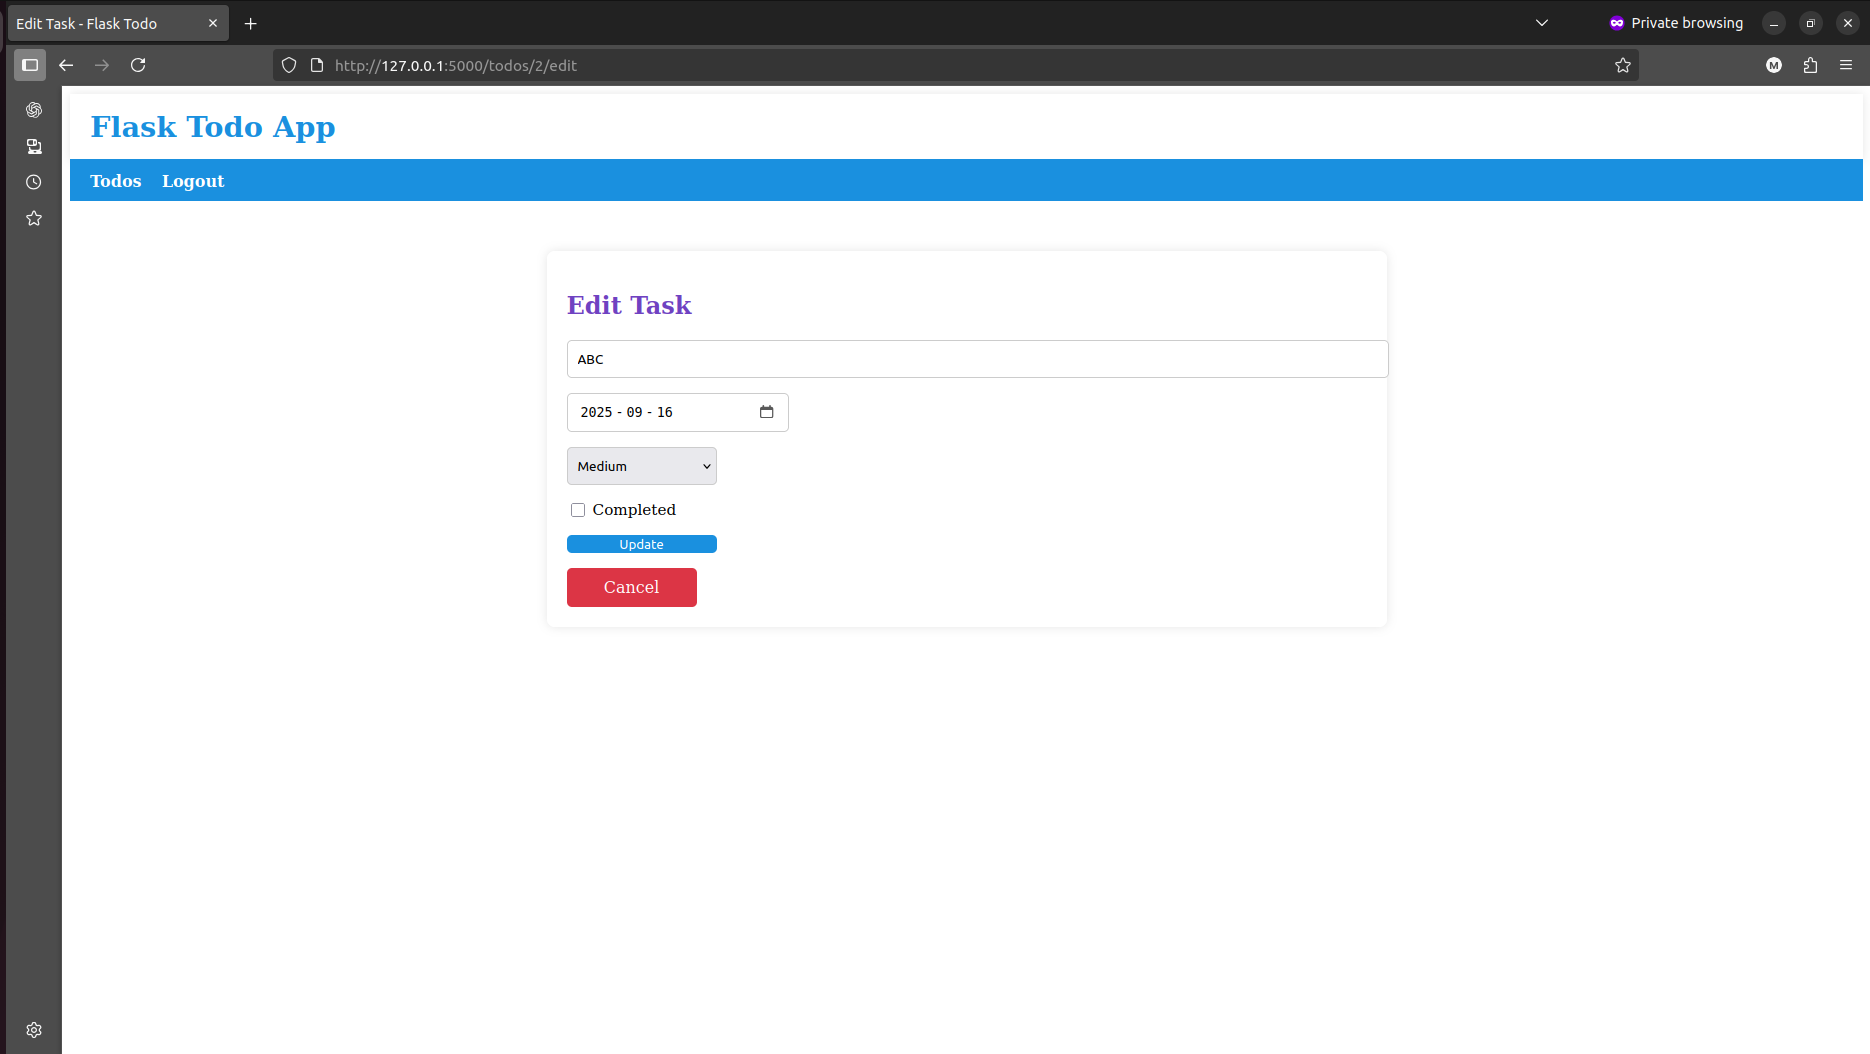 Edit Task - Flask Todo
Private browsing
http://127.0.0.1:5000/todos/2/edit
M
Flask Todo App
Todos Logout
Edit Task
ABC
2025 - 09 - 16
Medium
Completed
Update
Cancel